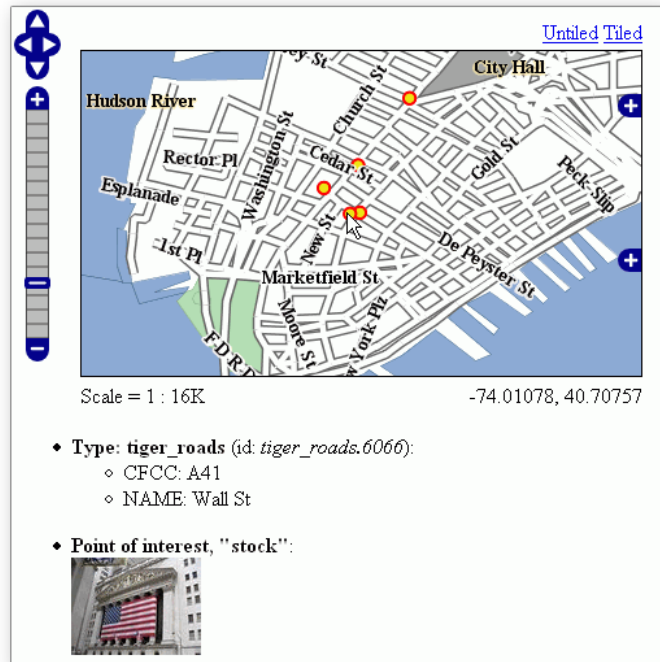 Untiled Tiled
ey St
City Hall
Hudson River
Church St
Washington St
Cedar St
Gold St
Rector Pl
Peck Slip
Esplanade
New St
1st Pl
De Peyster St
Marketfield St
Moore St
w York Plz
F D R D
Scale = 1 : 16K
-74.01078, 40.70757
Type: tiger_roads (id: tiger_roads.6066):
CFCC: A41
NAME: Wall St
Point of interest, "stock":